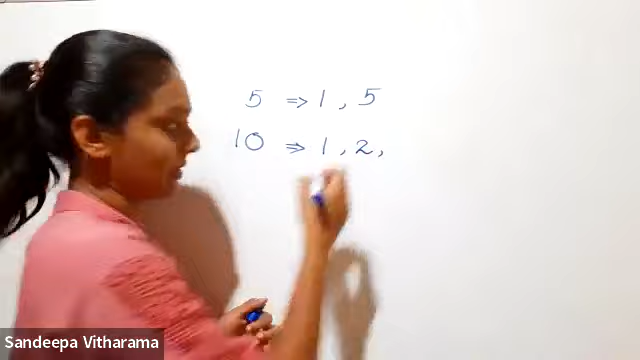 5 ⇒ 1, 5
10 ⇒ 1, 2,
Sandeepa Vitharama